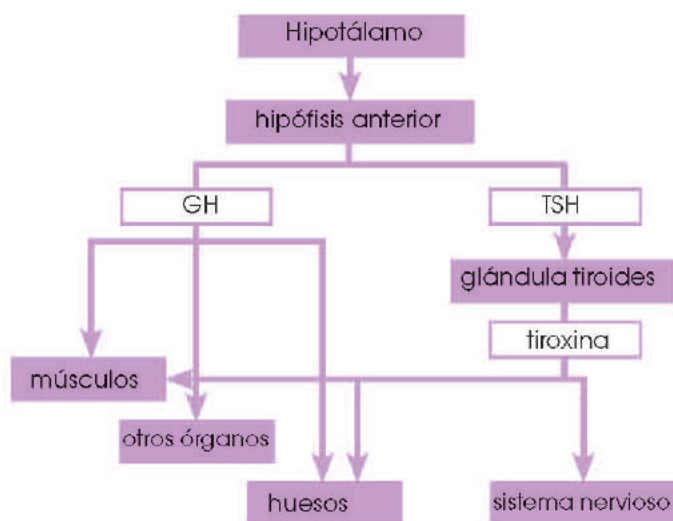 Hipotálamo
hipófisis anterior
GH
TSH
glándula tiroides
tiroxina
músculos
otros órganos
huesos
sistema nervioso